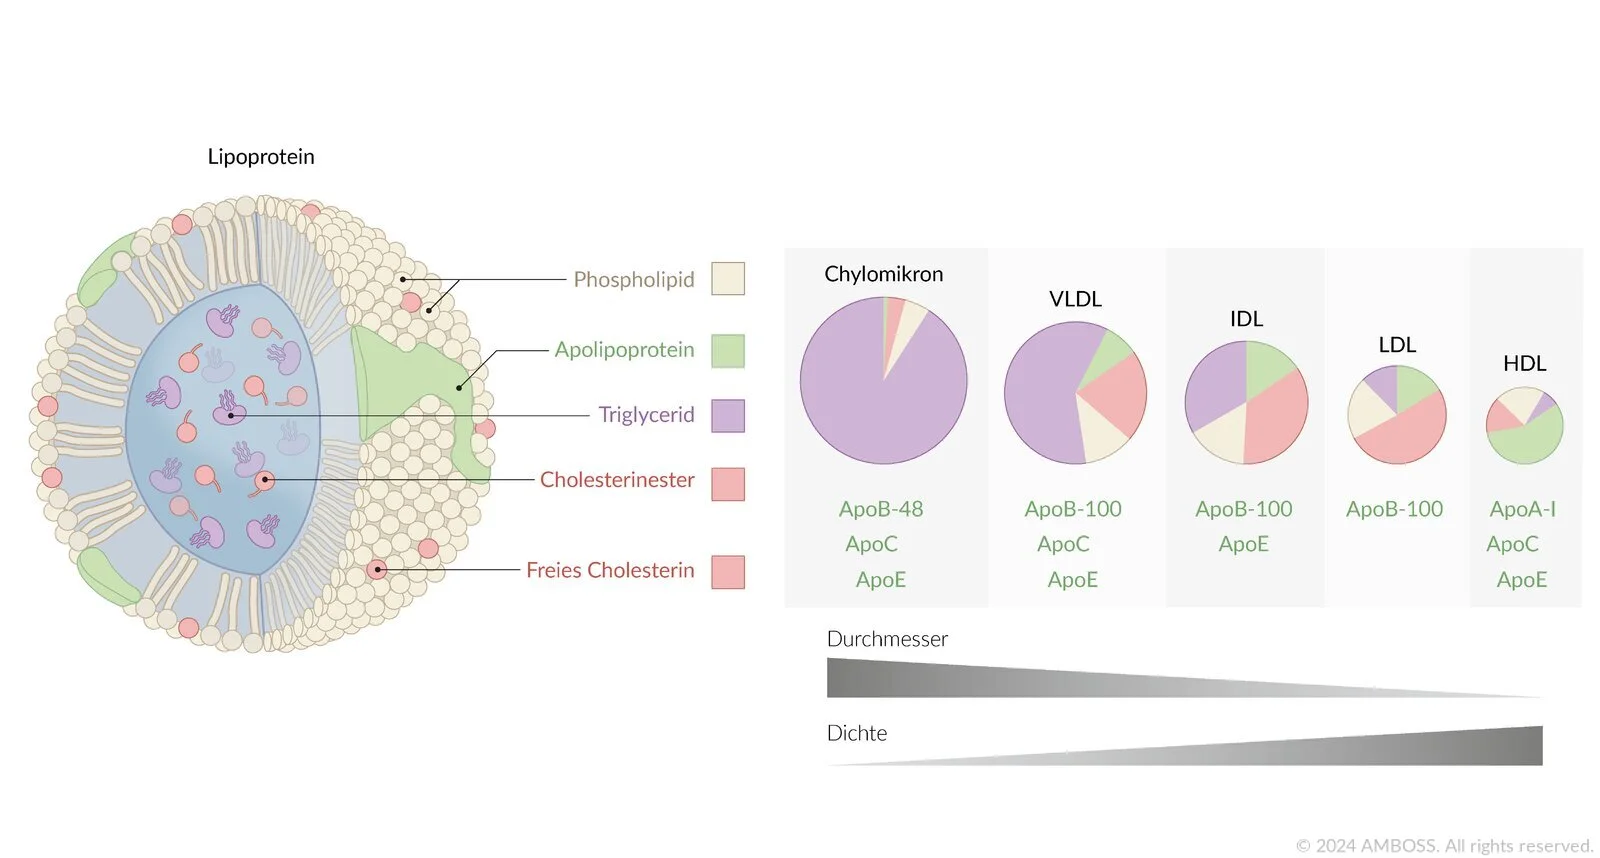 Lipoprotein
Phospholipid
Apolipoprotein
Triglycerid
Cholesterinester
Freies Cholesterin
Chylomikron
ApoB-48
ApoC
ApoE
VLDL
ApoB-100
ApoC
ApoE
IDL
ApoB-100
ApoE
LDL
ApoB-100
HDL
ApoA-I
ApoC
ApoE
Durchmesser
Dichte
© 2024 AMBOSS. All rights reserved.